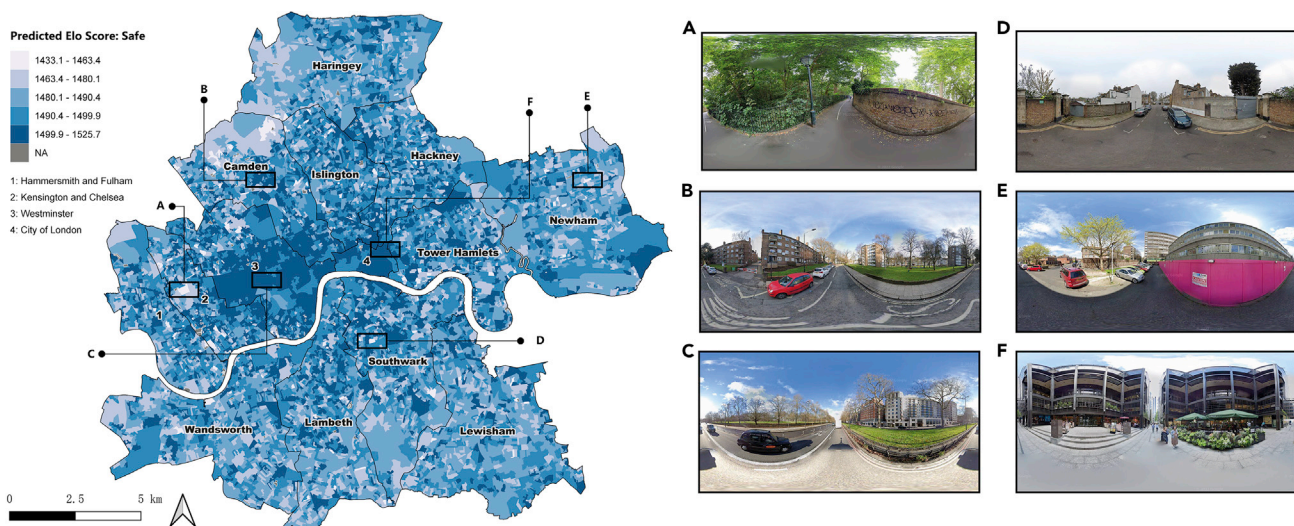 Predicted Elo Score: Safe
1433.1 - 1463.4
1463.4 - 1480.1
1480.1 - 1490.4
1490.4 - 1499.9
1499.9 - 1525.7
NA
1: Hammersmith and Fulham
2: Kensington and Chelsea
3: Westminster
4: City of London
B
A
C
F
E
D
Haringey
Camden
Islington
Hackney
Newham
Tower Hamlets
1
2
3
4
Southwark
Wandsworth
Lambeth
Lewisham
0 2.5 5 km
A
D
B
E
C
F